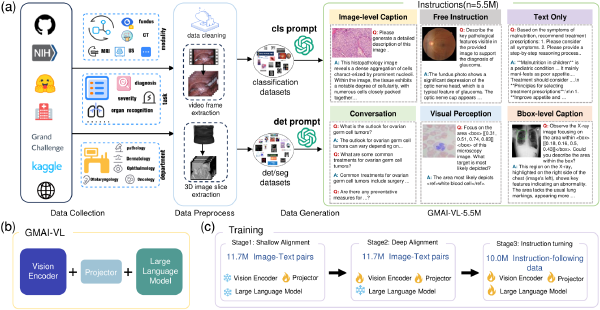 (a)
NIH
Grand
Challenge
kaggle
Data Collection
fundus
CT
MRI
US
modality
diagnosis
severity
organ recognition
task
pathology
Dermatology
Ophthalmology
Otolaryngology
Oncology
department
data cleaning
video frame
extraction
3D image slice
extraction
Data Preprocess
cls prompt
classification
datasets
det prompt
det/seg datasets
Data Generation
Instructions(n=5.5M)
Image-level Caption
Q: Please
generate a
detailed
description of this
image .
A: This histopathology image
reveals a dense aggregation of cells
characterized by prominent nucleoli.
Within the image, the tissue exhibits
a notable degree of cellularity, with
numerous cells closely packed
together...
Free Instruction
Q: Describe the
key pathological
features visible in
the provided
image to support
the diagnosis of
glaucoma.
A: The fundus photo shows a
significant depression of the
optic nerve head, which is a
typical feature of glaucoma. The
optic nerve cup appears ...
Text Only
Q: Based on the symptoms of
malnutrition, recommend treatment
prescriptions: 1. Please consider
all symptoms. 2. Please provide a
step-by-step reasoning process...
A: **Malnutrition in children** is
a pediatric condition... It mainly
manifests as poor appetite...
Treatment should consider ...\n
**Principles for selecting
treatment prescriptions**\n\n 1.
**Improve appetite and ...
Conversation
Q: What is the outlook for ovarian
germ cell tumors?
A: The outlook for ovarian germ cell
tumors can vary depending on...
Q: What are some common
treatments for ovarian germ cell
tumors?
A: Common treatments for ovarian
germ cell tumors include surgery ...
Q: Are there any preventative
measures for ...?
Visual Perception
Q: Focus on the
area <box> [[0.31,
0.51, 0.74, 0.83]]
</box> of this
microscopy
image. What
target is most
likely depicted?
A: The area most likely depicts
<ref>white blood cell</ref>.
Bbox-level Caption
Q: Observe the X-ray
image focusing on the
area within <box>
[[0.18, 0.16, 0.5,
0.43]]</box>.
Could you describe the
area within the box?
A: This region on the X-ray,
highlighted on the right side of the
chest (image's left), shows key
features indicating an abnormality.
The area lacks the usual lung
markings, appearing more ...
GMAI-VL-5.5M
(b)
GMAI-VL
Vision
Encoder
+
Projector
+
Large
Language
Model
(c)
Training
Stage1: Shallow Alignment
11.7M Image-Text pairs
Vision Encoder
Projector
Large Language Model
Stage2: Deep Alignment
11.7M Image-Text pairs
Vision Encoder
Projector
Large Language Model
Stage3: Instruction turning
10.0M Instruction-following
data
Vision Encoder
Projector
Large Language Model